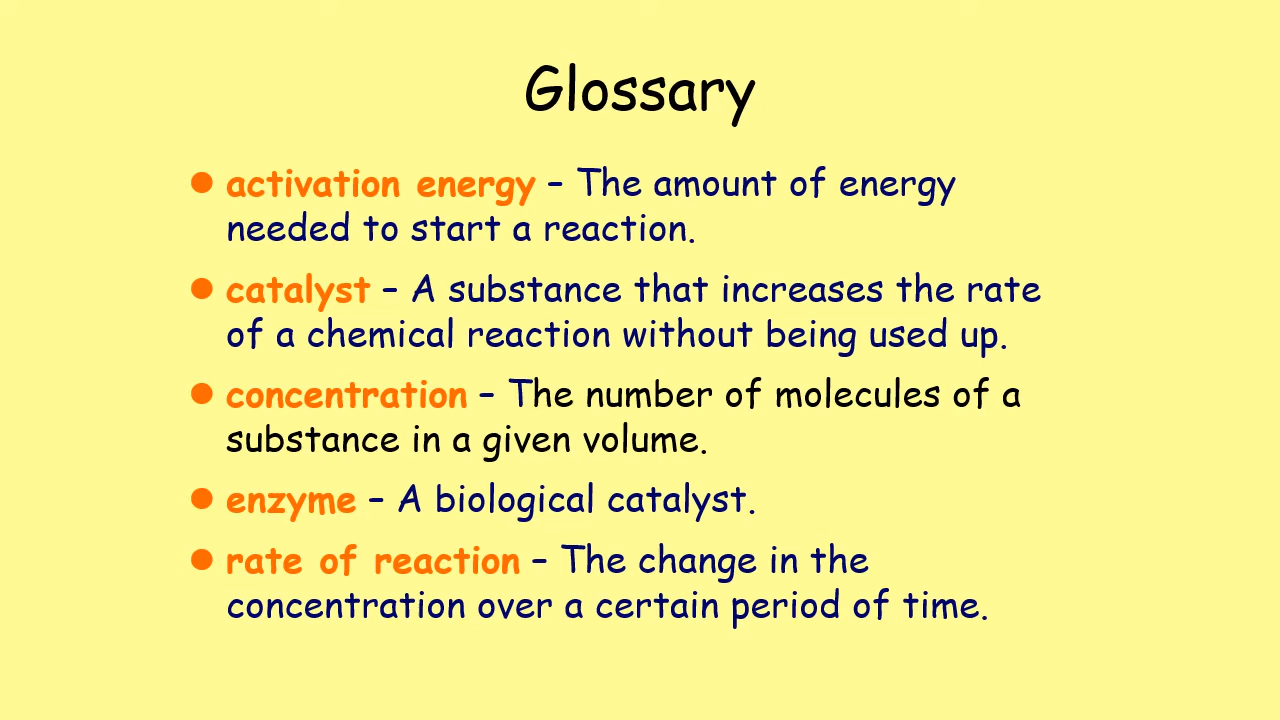 Glossary
● activation energy – The amount of energy
needed to start a reaction.
● catalyst – A substance that increases the rate
of a chemical reaction without being used up.
● concentration – The number of molecules of a
substance in a given volume.
● enzyme – A biological catalyst.
● rate of reaction – The change in the
concentration over a certain period of time.